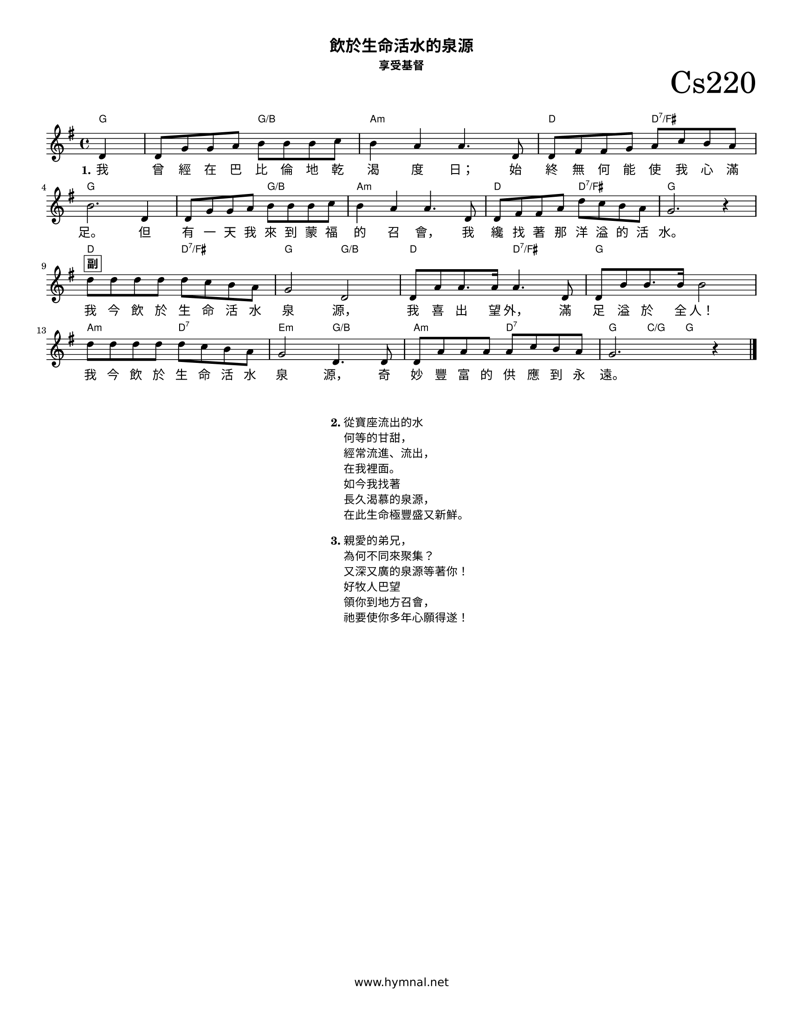 飲於生命活水的泉源
享受基督
Cs220
G G/B Am D D7/F♯
1. 我 曾 經 在 巴 比 倫 地 乾 渴 度 日； 始 終 無 何 能 使 我 心 滿
4
G G/B Am D D7/F♯ G
足。 但 有 一 天 我 來 到 蒙 福 的 召 會， 我 纔 找 著 那 洋 溢 的 活 水。
D D7/F♯ G G/B D D7/F♯ G
9 副
我 今 飲 於 生 命 活 水 泉 源， 我 喜 出 望外， 滿 足 溢 於 全人！
13
Am D7 Em G/B Am D7 G C/G G
我 今 飲 於 生 命 活 水 泉 源， 奇 妙 豐 富 的 供 應 到 永 遠。
2. 從寶座流出的水
何等的甘甜，
經常流進、流出，
在我裡面。
如今我找著
長久渴慕的泉源，
在此生命極豐盛又新鮮。
3. 親愛的弟兄，
為何不同來聚集？
又深又廣的泉源等著你！
好牧人巴望
領你到地方召會，
祂要使你多年心願得遂！
www.hymnal.net